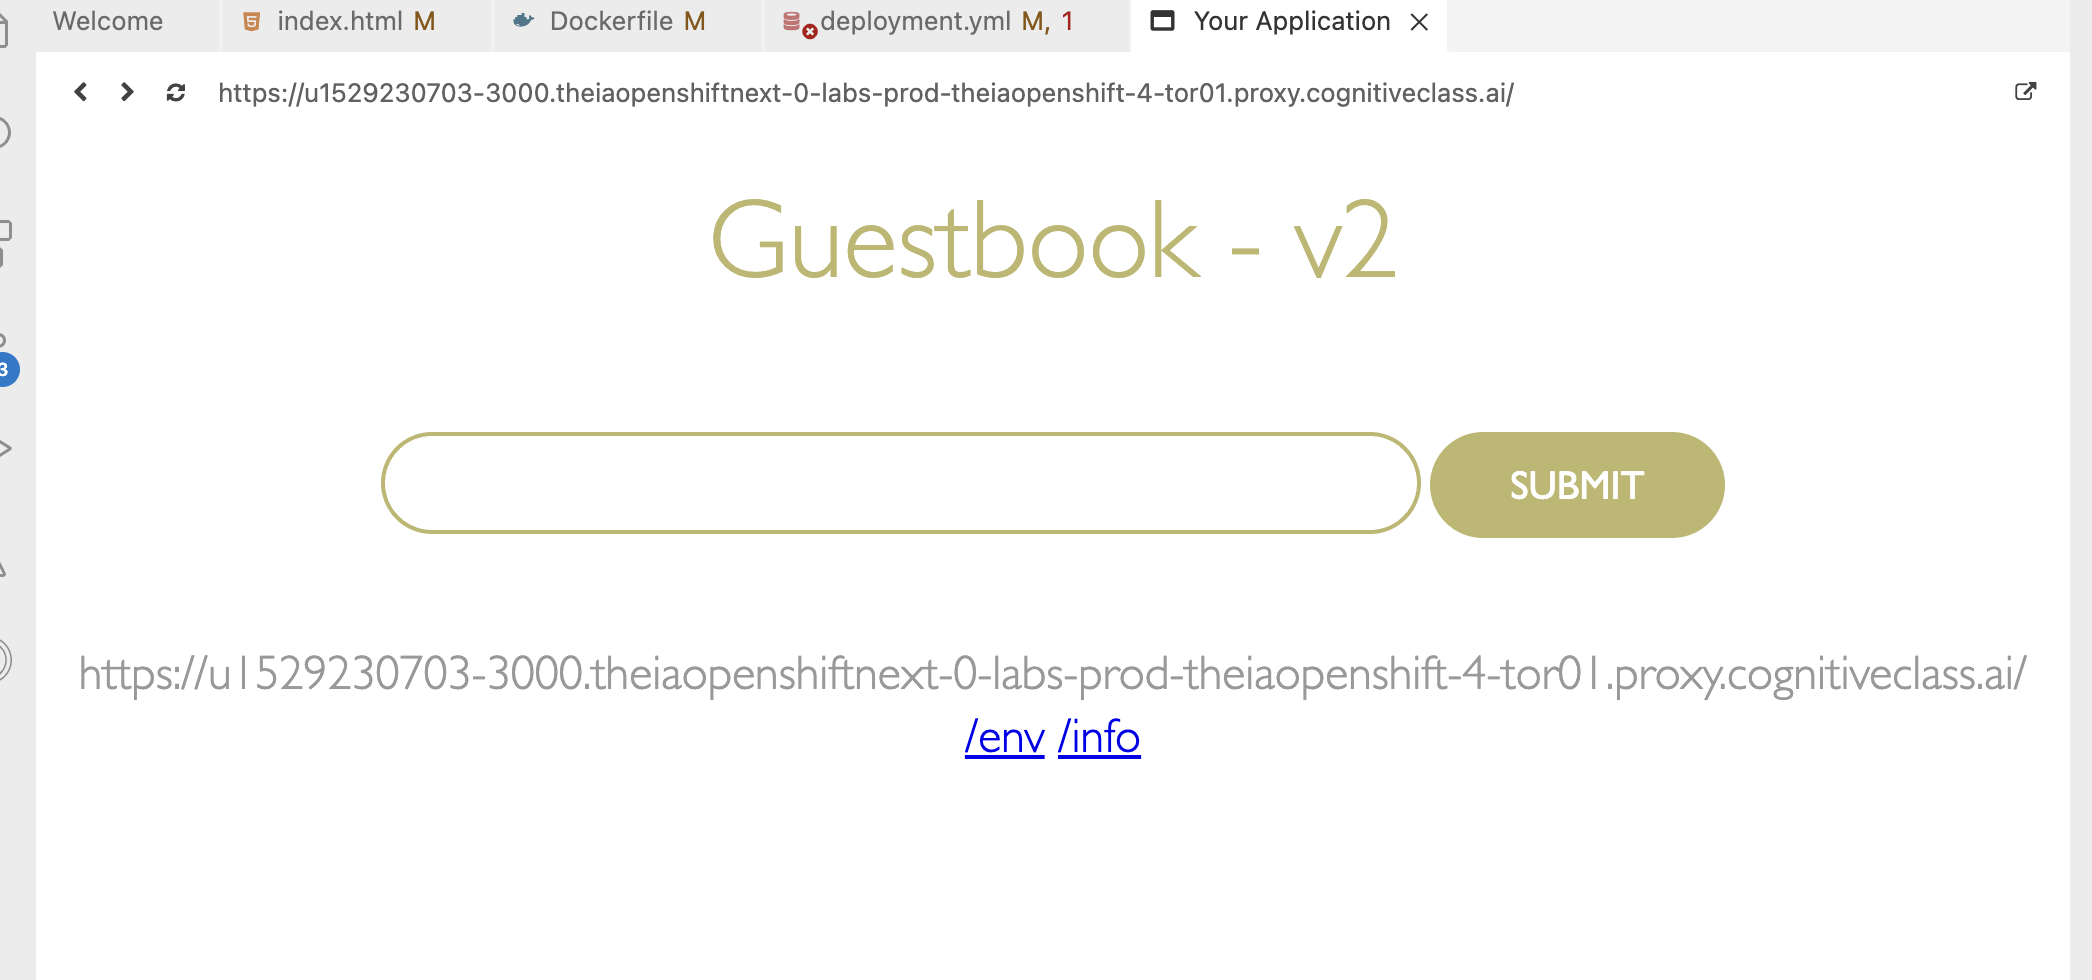 Welcome index.html M Dockerfile M deployment.yml M, 1 Your Application
https://u1529230703-3000.theiaopenshiftnext-0-labs-prod-theiaopenshift-4-tor01.proxy.cognitiveclass.ai/
Guestbook - v2
SUBMIT
3
https://u1529230703-3000.theiaopenshiftnext-0-labs-prod-theiaopenshift-4-tor01.proxy.cognitiveclass.ai/
/env /info